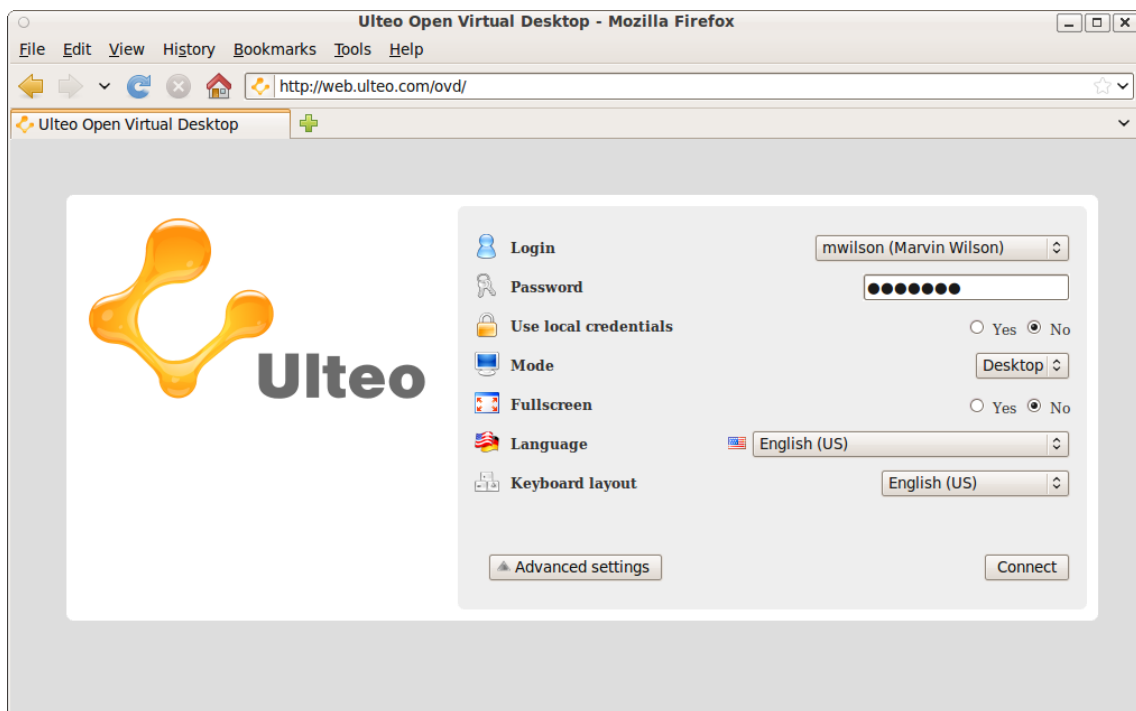 Ulteo Open Virtual Desktop - Mozilla Firefox
File Edit View History Bookmarks Tools Help
http://web.ulteo.com/ovd/
Ulteo Open Virtual Desktop
Ulteo
Login mwilson (Marvin Wilson)
Password ●●●●●●●
Use local credentials Yes No
Mode Desktop
Fullscreen Yes No
Language English (US)
Keyboard layout English (US)
Advanced settings Connect